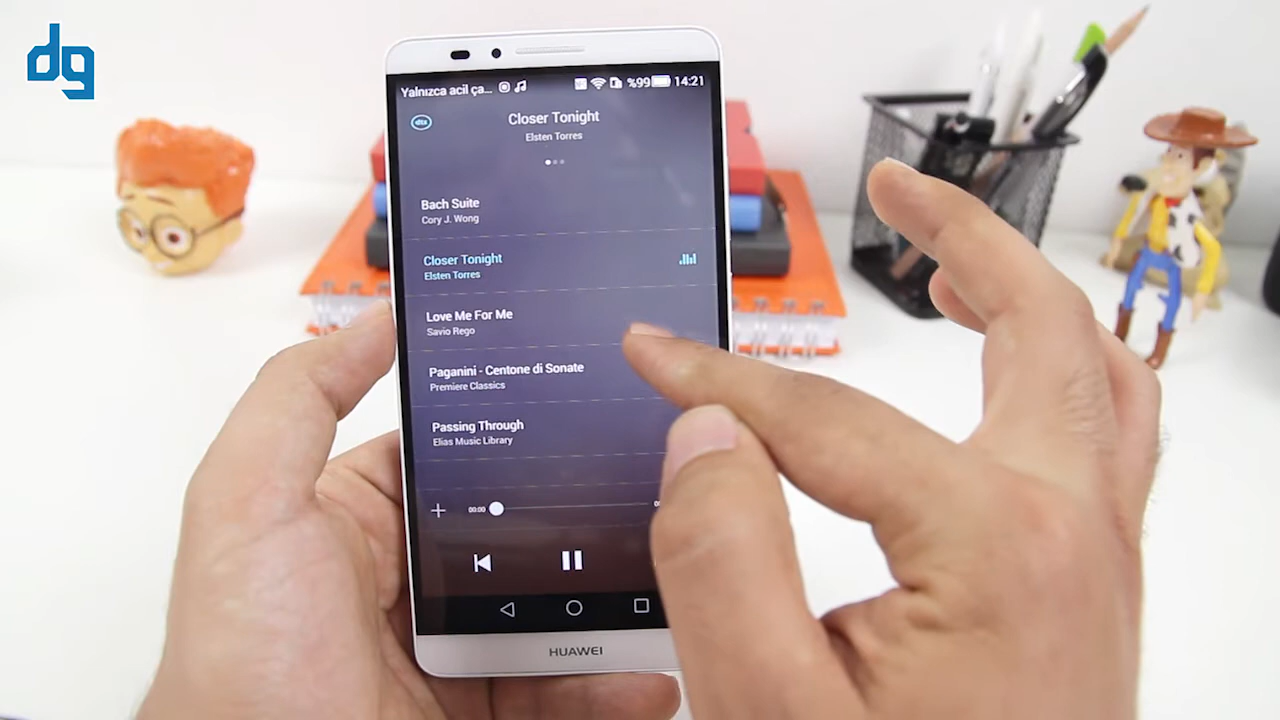 dg
Yalnızca acil ça... %99 14:21
dts
Closer Tonight
Elsten Torres
Bach Suite
Cory J. Wong
Closer Tonight
Elsten Torres
Love Me For Me
Savio Rego
Paganini - Centone di Sonate
Premiere Classics
Passing Through
Elias Music Library
00:00
HUAWEI